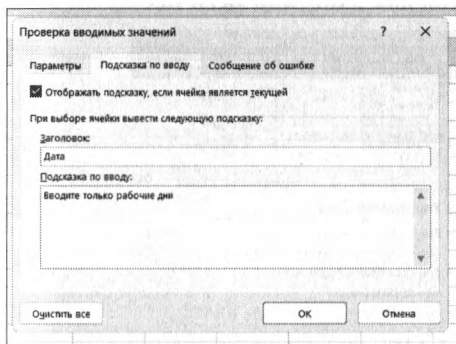 Проверка вводимых значений ? ×
Параметры Подсказка по вводу Сообщение об ошибке
Отображать подсказку, если ячейка является текущей
При выборе ячейки вывести следующую подсказку:
Заголовок:
Дата
Подсказка по вводу:
Вводите только рабочие дни
Очистить все ОК Отмена